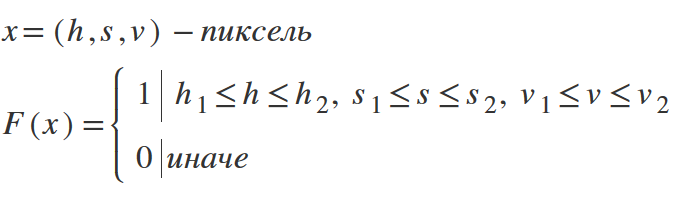 x = (h, s, v) – пиксель
F(x) = { 1 | h₁ ≤ h ≤ h₂, s₁ ≤ s ≤ s₂, v₁ ≤ v ≤ v₂
0 | иначе